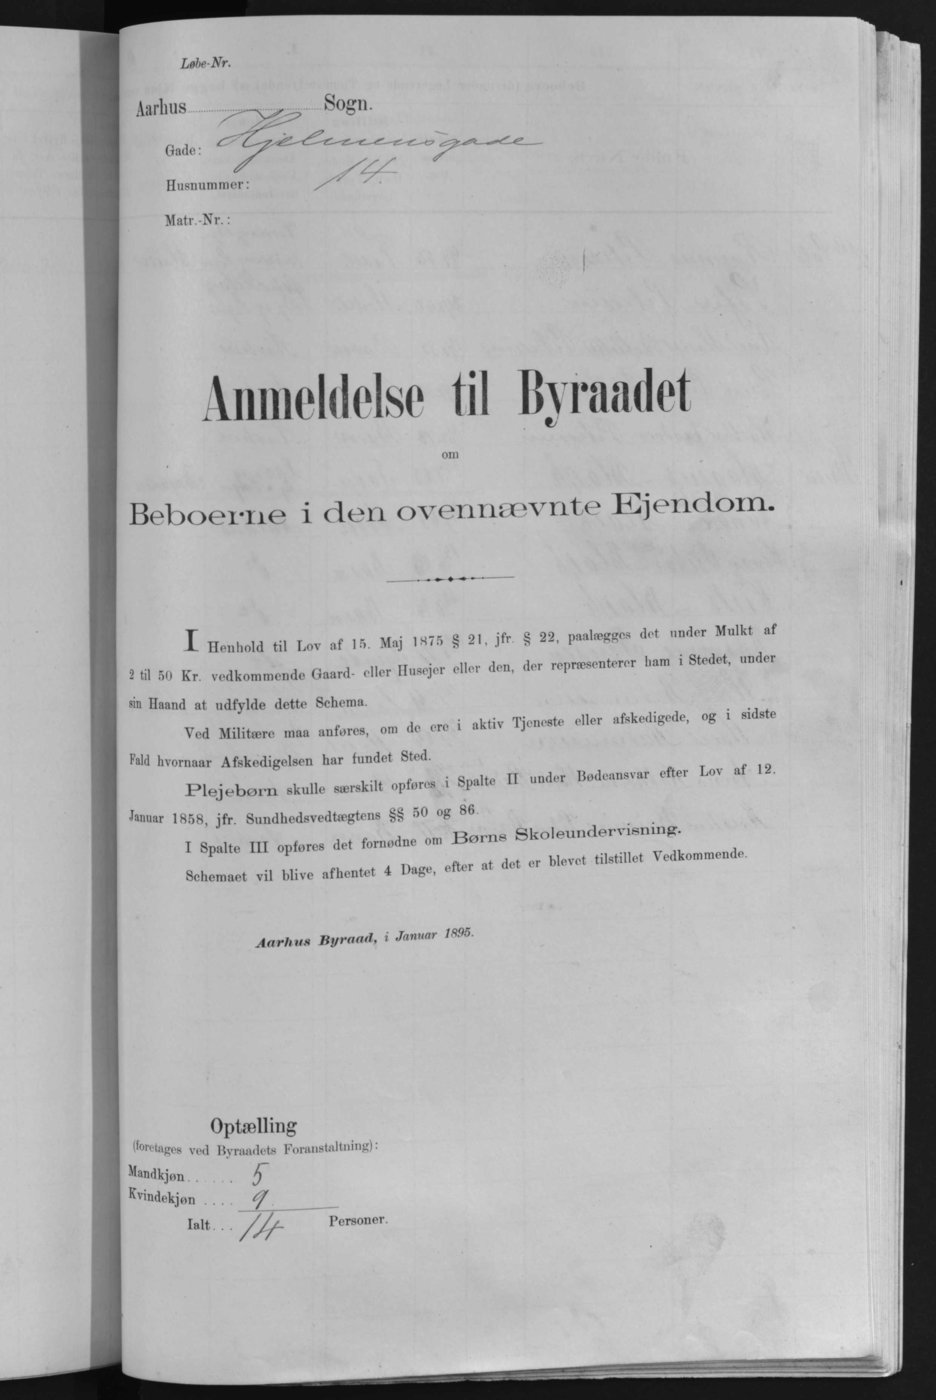 Løbe-Nr.
Aarhus Sogn.
Gade: Hjelmensgade
Husnummer: 14.
Matr.-Nr.:
Anmeldelse til Byraadet
om
Beboerne i den ovennævnte Ejendom.
I Henhold til Lov af 15. Maj 1875 § 21, jfr. § 22, paalægges det under Mulkt af
2 til 50 Kr. vedkommende Gaard- eller Husejer eller den, der repræsenterer ham i Stedet, under
sin Haand at udfylde dette Schema.
Ved Militære maa anføres, om de ere i aktiv Tjeneste eller afskedigede, og i sidste
Fald hvornaar Afskedigelsen har fundet Sted.
Plejebørn skulle særskilt opføres i Spalte II under Bødeansvar efter Lov af 12.
Januar 1858, jfr. Sundhedsvedtægtens §§ 50 og 86.
I Spalte III opføres det fornødne om Børns Skoleundervisning.
Schemaet vil blive afhentet 4 Dage, efter at det er blevet tilstillet Vedkommende.
Aarhus Byraad, i Januar 1895.
Optælling
(foretages ved Byraadets Foranstaltning):
Mandkjøn...... 5
Kvindekjøn .... 9
Ialt... 14 Personer.